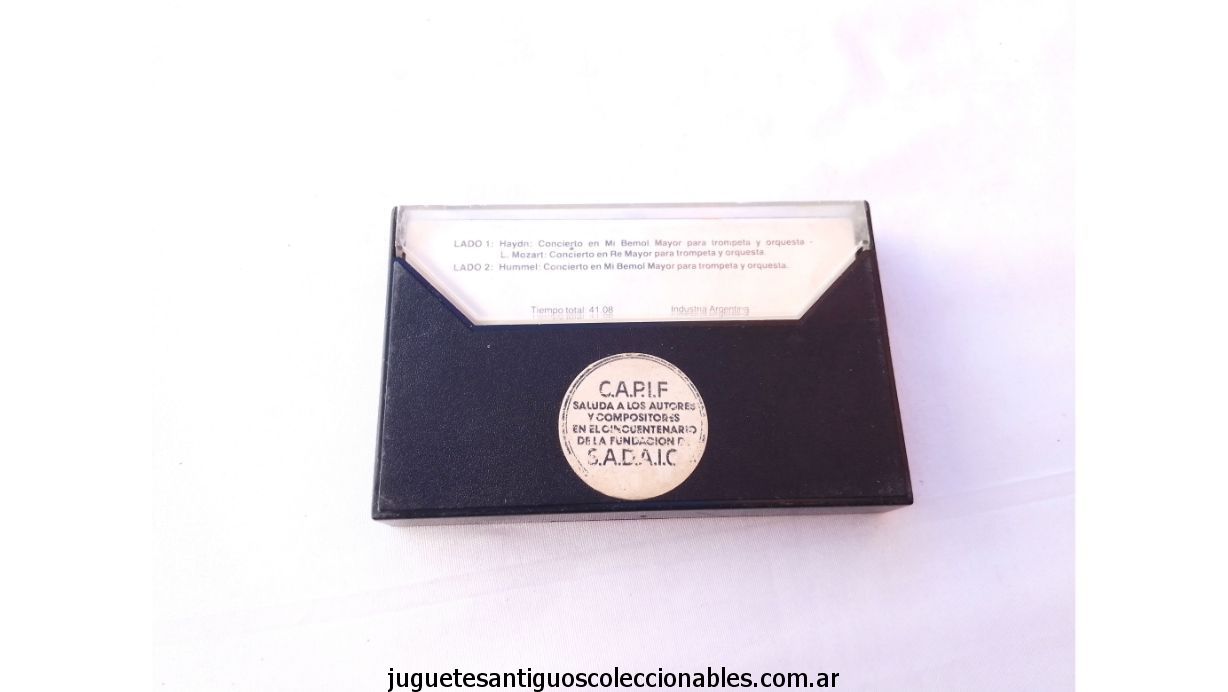 LADO 1: Haydn: Concierto en Mi Bemol Mayor para trompeta y orquesta -
L. Mozart: Concierto en Re Mayor para trompeta y orquesta.
LADO 2: Hummel: Concierto en Mi Bemol Mayor para trompeta y orquesta.
Tiempo total: 41.08 Industria Argentina
C.A.P.I.F
SALUDA A LOS AUTORES
Y COMPOSITORES
EN EL CINCUENTENARIO
DE LA FUNDACION DE
S.A.D.A.I.C
juguetesantiguoscoleccionables.com.ar